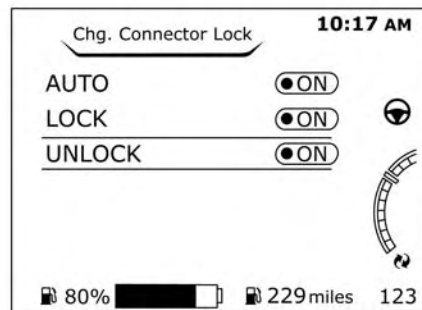 Chg. Connector Lock
10:17 AM
AUTO ON
LOCK ON
UNLOCK ON
80% 229 miles 123